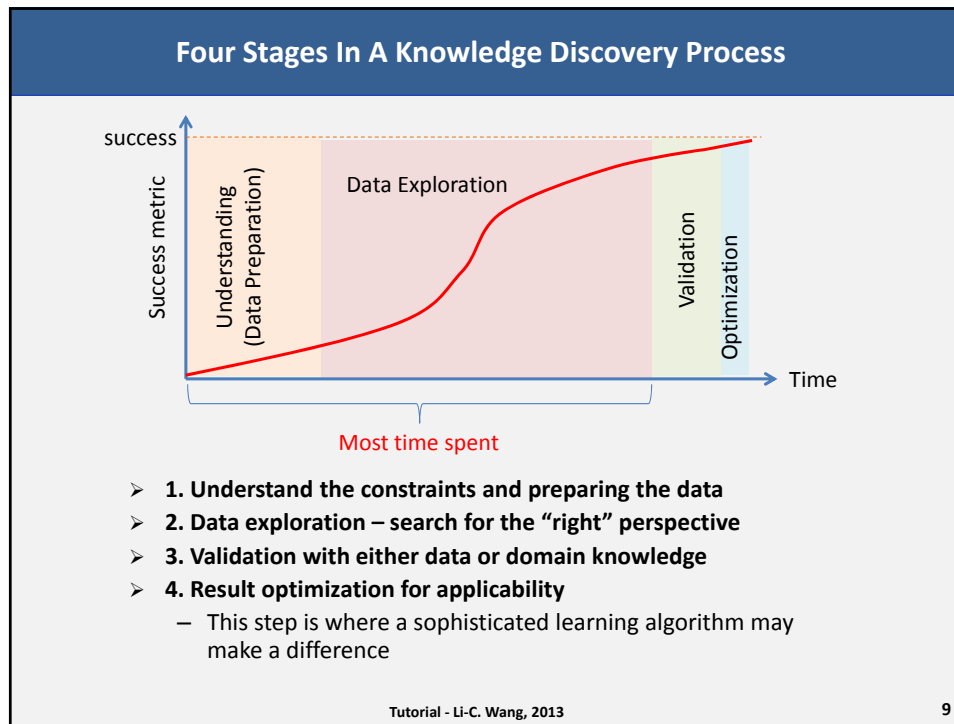 Four Stages In A Knowledge Discovery Process
success
Success metric
Understanding
(Data Preparation)
Data Exploration
Validation
Optimization
Time
Most time spent
➢ 1. Understand the constraints and preparing the data
➢ 2. Data exploration – search for the “right” perspective
➢ 3. Validation with either data or domain knowledge
➢ 4. Result optimization for applicability
– This step is where a sophisticated learning algorithm may
make a difference
Tutorial - Li-C. Wang, 2013
9